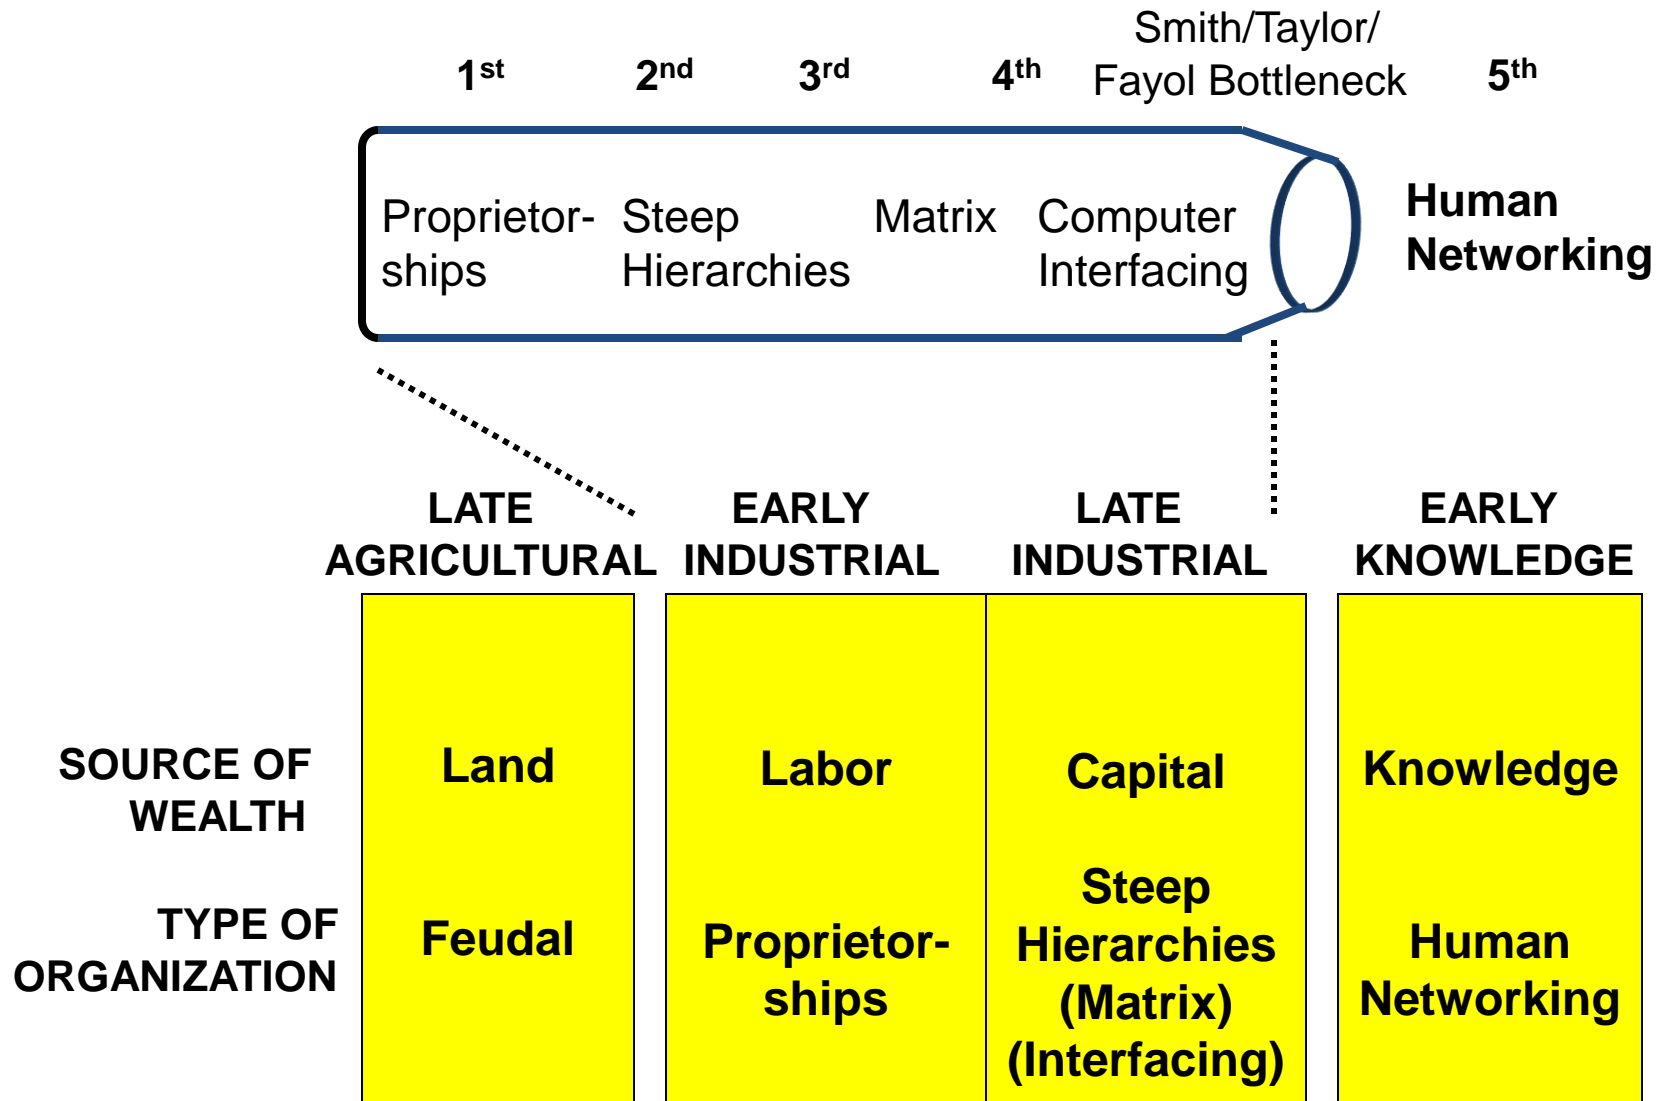 Smith/Taylor/
1st 2nd 3rd 4th Fayol Bottleneck 5th
Proprietor- Steep Matrix Computer Human
ships Hierarchies Interfacing Networking
LATE EARLY LATE EARLY
AGRICULTURAL INDUSTRIAL INDUSTRIAL KNOWLEDGE
SOURCE OF Land Labor Capital Knowledge
WEALTH
Steep
TYPE OF Feudal Proprietor- Hierarchies Human
ORGANIZATION ships (Matrix) Networking
(Interfacing)